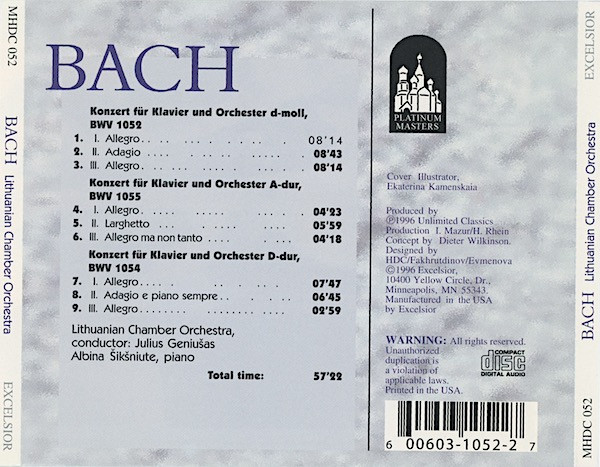 MHDC 052
BACH Lithuanian Chamber Orchestra
EXCELSIOR
BACH
Konzert für Klavier und Orchester d-moll,
BWV 1052
1. I. Allegro.... 08'14
2. II. Adagio .... 08'43
3. III. Allegro.... 08'14
Konzert für Klavier und Orchester A-dur,
BWV 1055
4. I. Allegro.... 04'23
5. II. Larghetto .... 05'59
6. III. Allegro ma non tanto .... 04'18
Konzert für Klavier und Orchester D-dur,
BWV 1054
7. I. Allegro .... 07'47
8. II. Adagio e piano sempre .... 06'45
9. III. Allegro.... 02'59
Lithuanian Chamber Orchestra,
conductor: Julius Geniušas
Albina Šikšniute, piano
Total time: 57'22
PLATINUM
MASTERS
Cover Illustrator,
Ekaterina Kamenskaia
Produced by
℗1996 Unlimited Classics
Production I. Mazur/H. Rhein
Concept by Dieter Wilkinson.
Designed by
HDC/Fakhrutdinov/Evmenova
©1996 Excelsior,
10400 Yellow Circle, Dr.,
Minneapolis, MN 55343.
Manufactured in the USA
by Excelsior
WARNING: All rights reserved.
Unauthorized
duplication is
a violation of
applicable laws.
Printed in the USA.
COMPACT
disc
DIGITAL AUDIO
6 00603-1052-2 7
EXCELSIOR
BACH Lithuanian Chamber Orchestra
MHDC 052